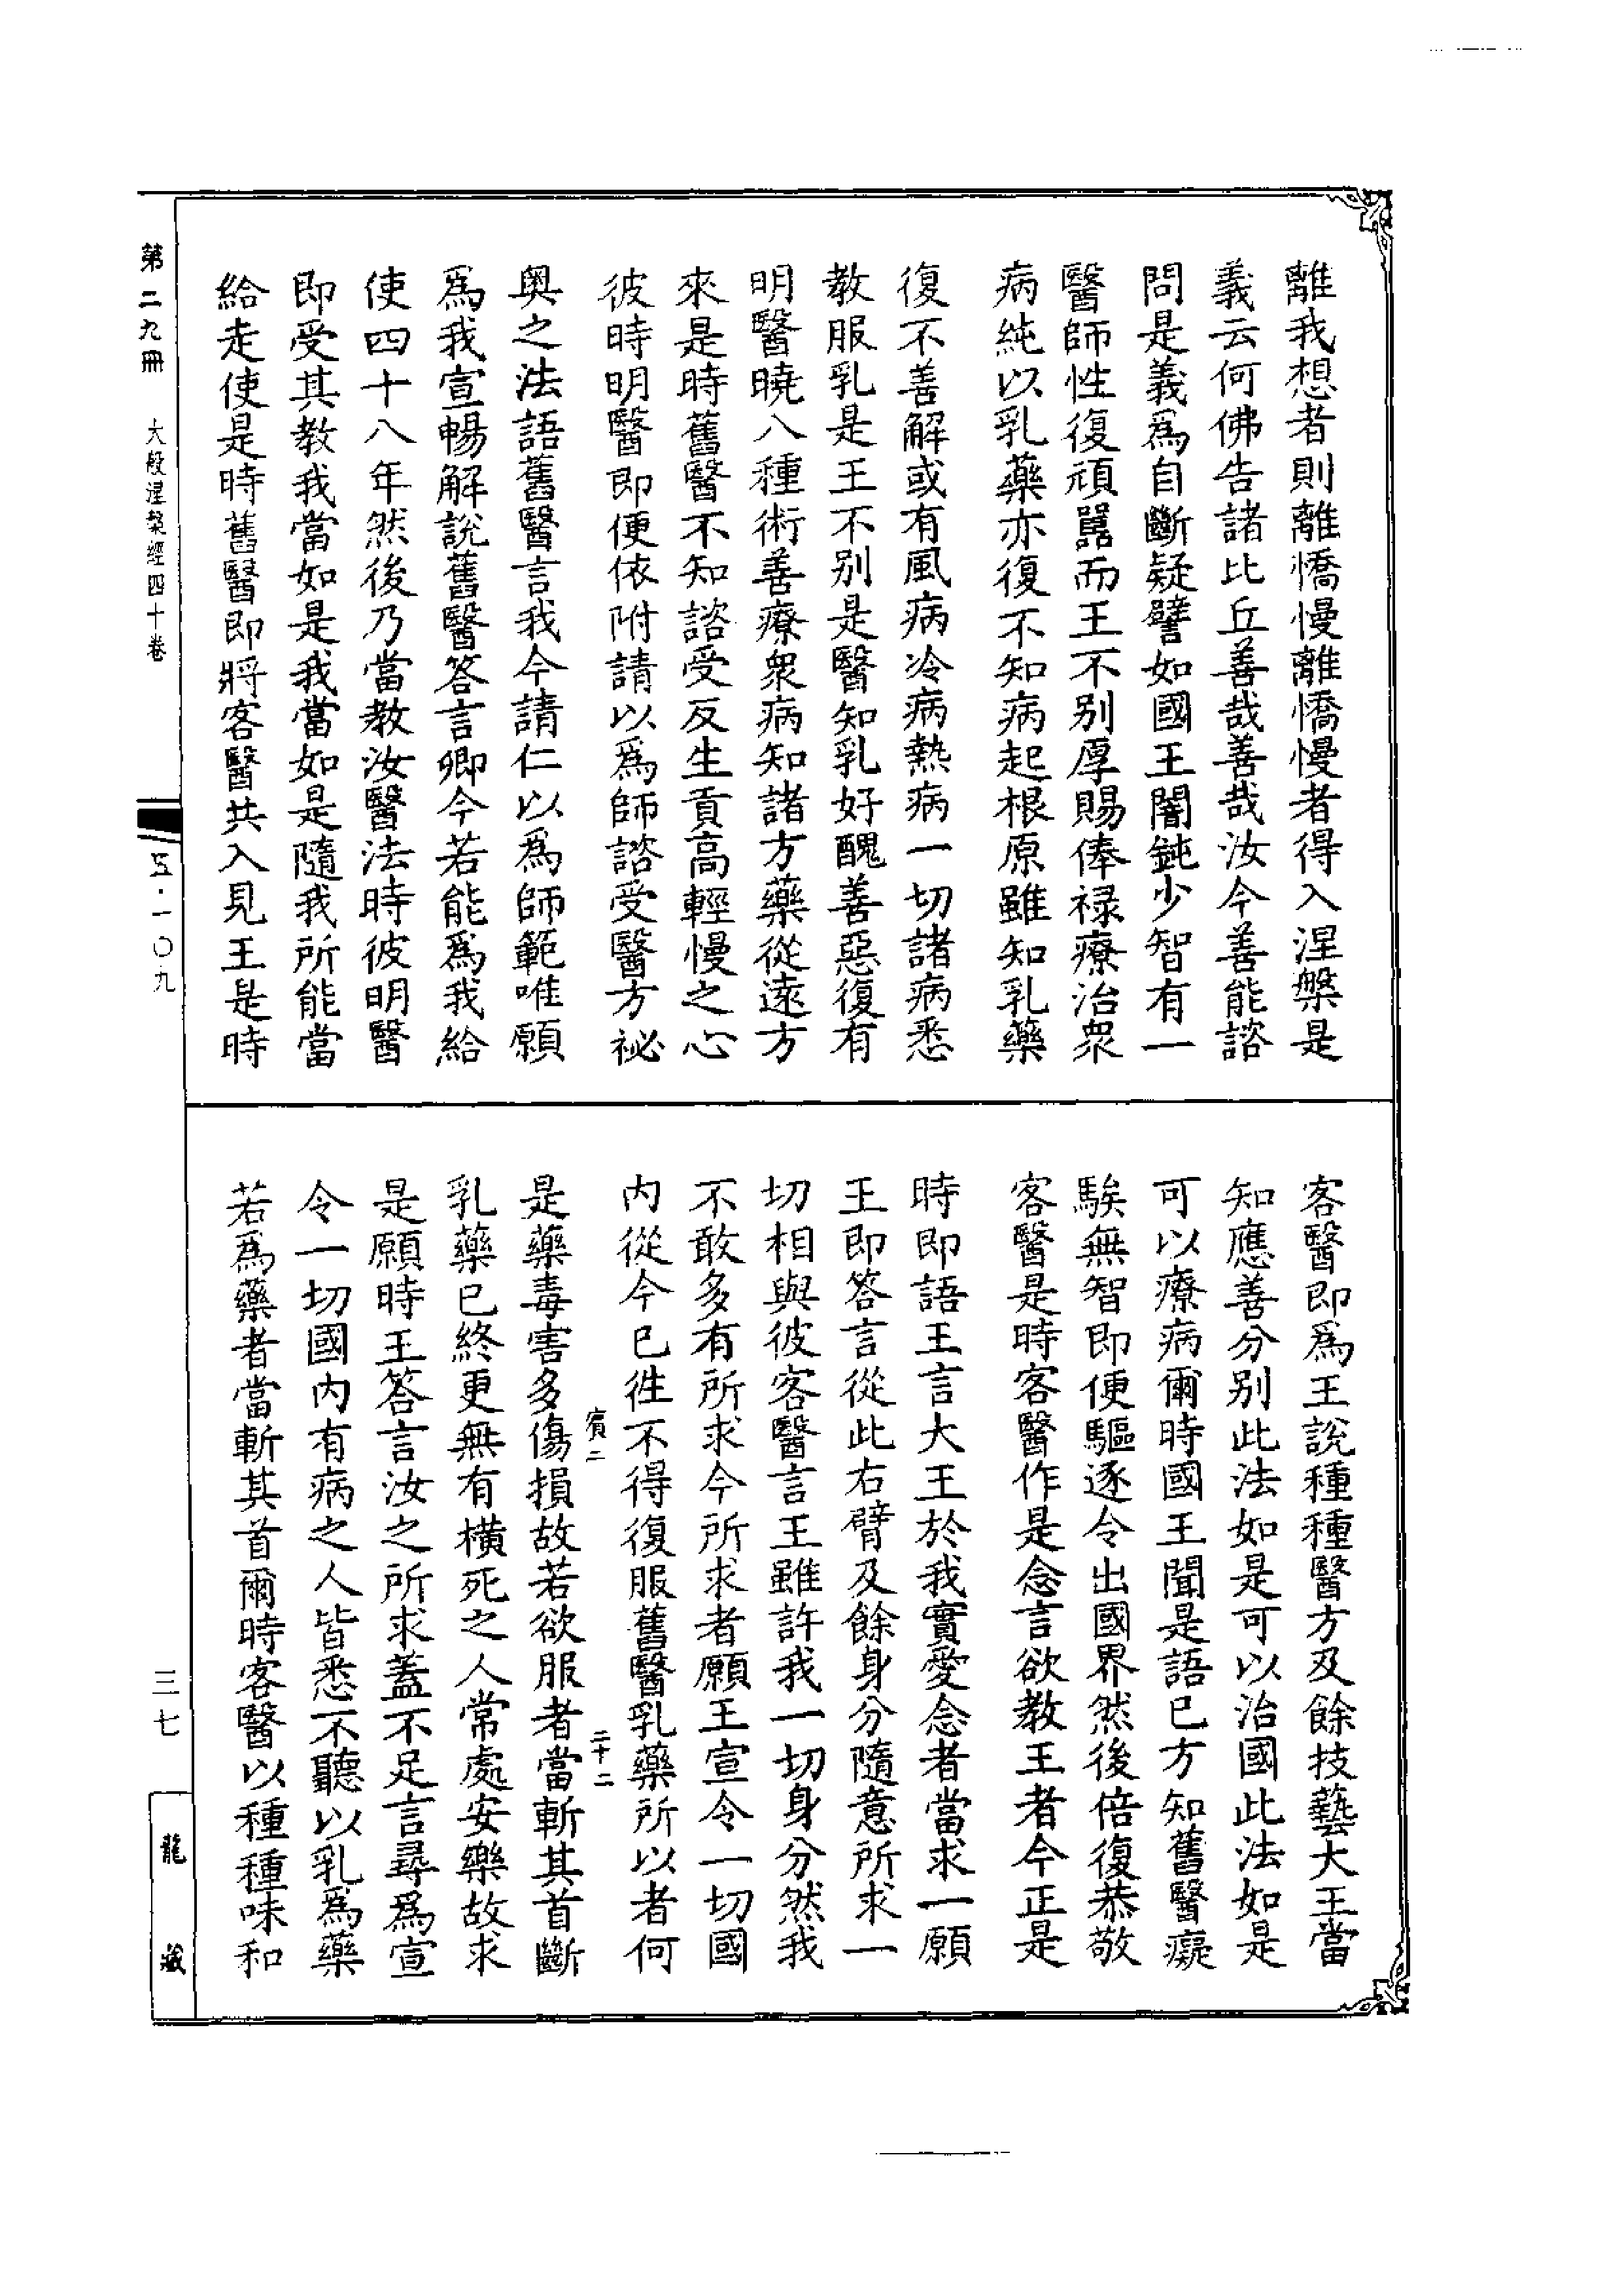 離我想者則離憍慢離憍慢者得入涅槃是
義云何佛告諸比丘善哉善哉汝今善能諮
問是義爲自斷疑譬如國王闇鈍少智有一
醫師性復頑嚚而王不别厚賜俸禄療治衆
病純以乳藥亦復不知病起根原雖知乳藥
復不善解或有風病冷病熱病一切諸病悉
教服乳是王不别是醫知乳好醜善惡復有
明醫曉八種術善療衆病知諸方藥從遠方
來是時舊醫不知諮受反生貢高輕慢之心
彼時明醫即便依附請以爲師諮受醫方祕
奥之法語舊醫言我今請仁以爲師範唯願
爲我宣暢解說舊醫答言卿今若能爲我給
使四十八年然後乃當教汝醫法時彼明醫
即受其教我當如是我當如是隨我所能當
給走使是時舊醫即將客醫共入見王是時
客醫即爲王說種種醫方及餘技藝大王當
知應善分别此法如是可以治國此法如是
可以療病爾時國王聞是語已方知舊醫癡
騃無智即便驅逐令出國界然後倍復恭敬
客醫是時客醫作是念言欲教王者今正是
時即語王言大王於我實愛念者當求一願
王即答言從此右臂及餘身分隨意所求一
切相與彼客醫言王雖許我一切身分然我
不敢多有所求今所求者願王宣令一切國
内從今已徃不得復服舊醫乳藥所以者何
賔二
二十二
是藥毒害多傷損故若欲服者當斬其首斷
乳藥已終更無有橫死之人常處安樂故求
是願時王答言汝之所求蓋不足言尋爲宣
令一切國内有病之人皆悉不聽以乳爲藥
若爲藥者當斬其首爾時客醫以種種味和
第二九冊
大般涅槃經四十卷
五·一〇九
三七
龍藏